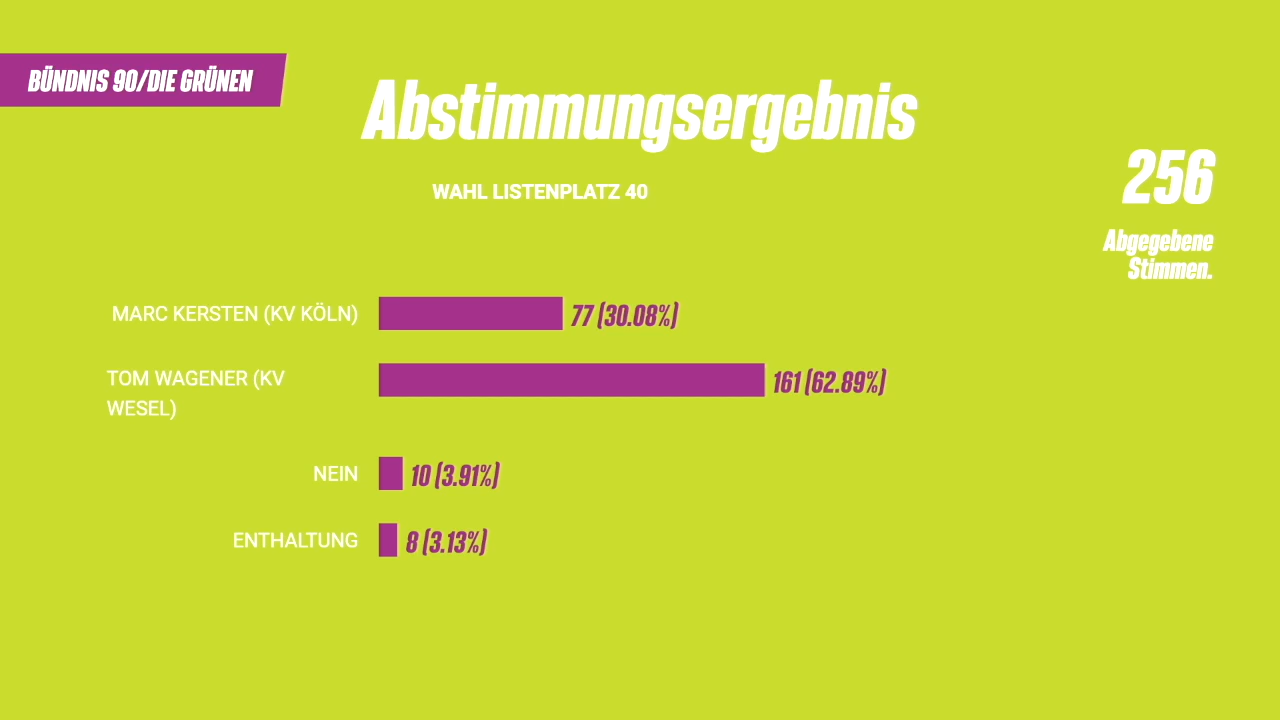 BÜNDNIS 90/DIE GRÜNEN
Abstimmungsergebnis
WAHL LISTENPLATZ 40
256
Abgegebene
Stimmen.
MARC KERSTEN (KV KÖLN)
77 (30.08%)
TOM WAGENER (KV
WESEL)
161 (62.89%)
NEIN
10 (3.91%)
ENTHALTUNG
8 (3.13%)